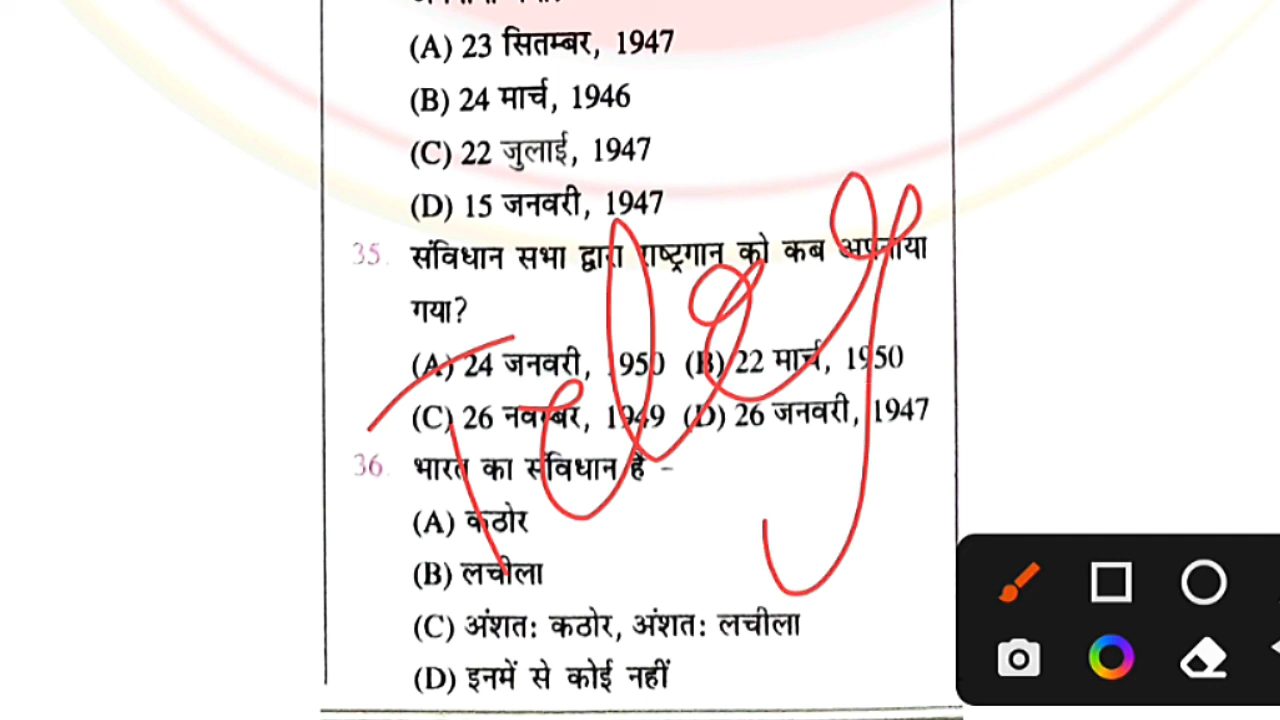 (A) 23 सितम्बर, 1947
(B) 24 मार्च, 1946
(C) 22 जुलाई, 1947
(D) 15 जनवरी, 1947
35. संविधान सभा द्वारा राष्ट्रगान को कब अपनाया
गया?
(A) 24 जनवरी, 1950 (B) 22 मार्च, 1950
(C) 26 नवम्बर, 1949 (D) 26 जनवरी, 1947
36. भारत का संविधान है –
(A) कठोर
(B) लचीला
(C) अंशत: कठोर, अंशत: लचीला
(D) इनमें से कोई नहीं